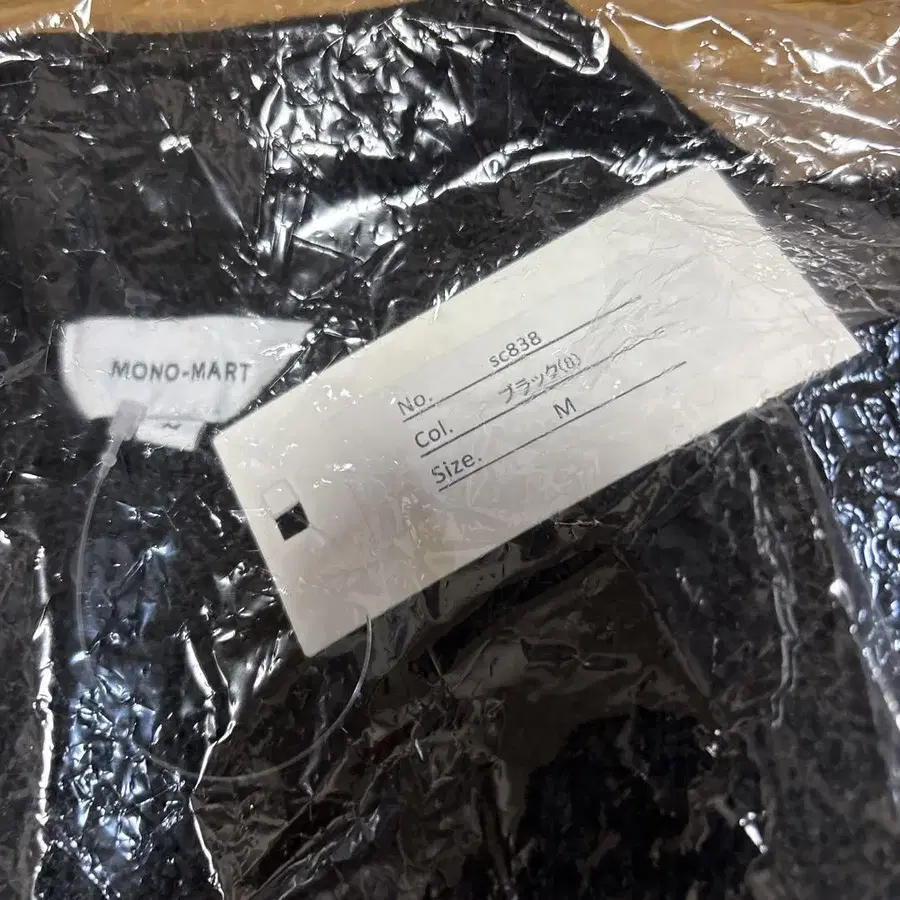 MONO-MART
No. sc838
Col. ブラック(8)
Size. M